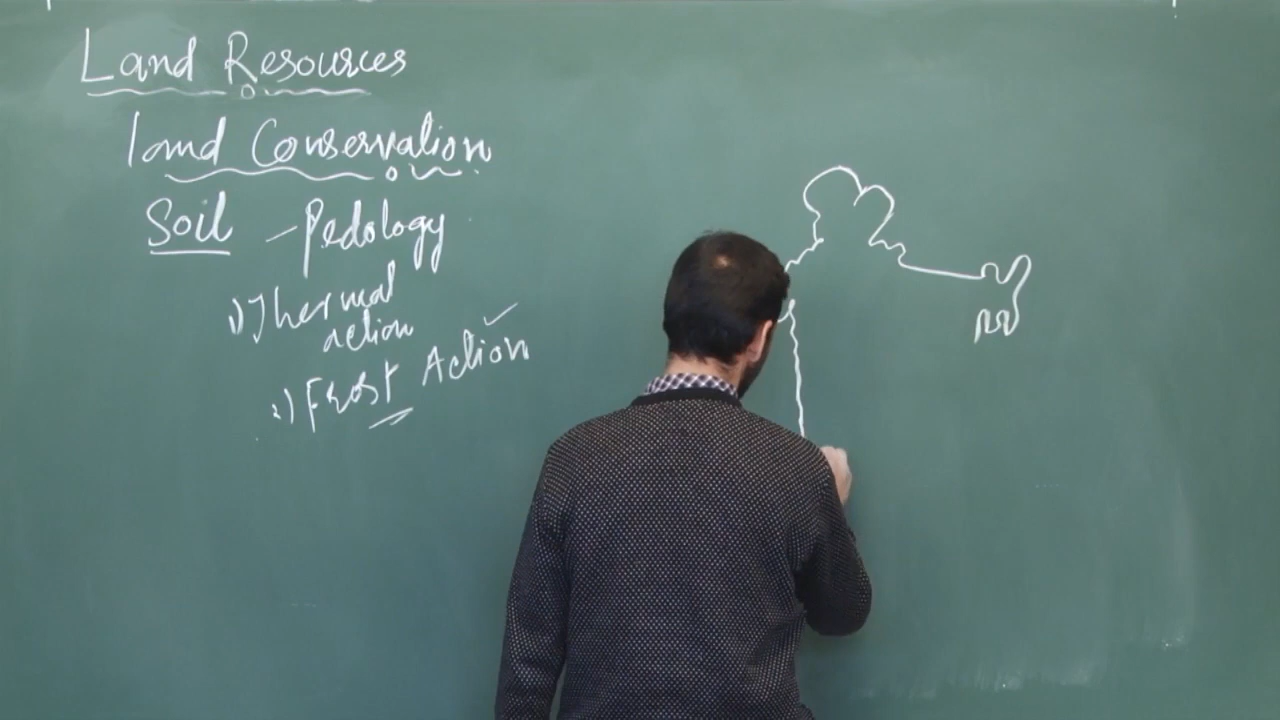 Land Resources
land Conservation
Soil - Pedology
1) Thermal
action
2) Frost Action